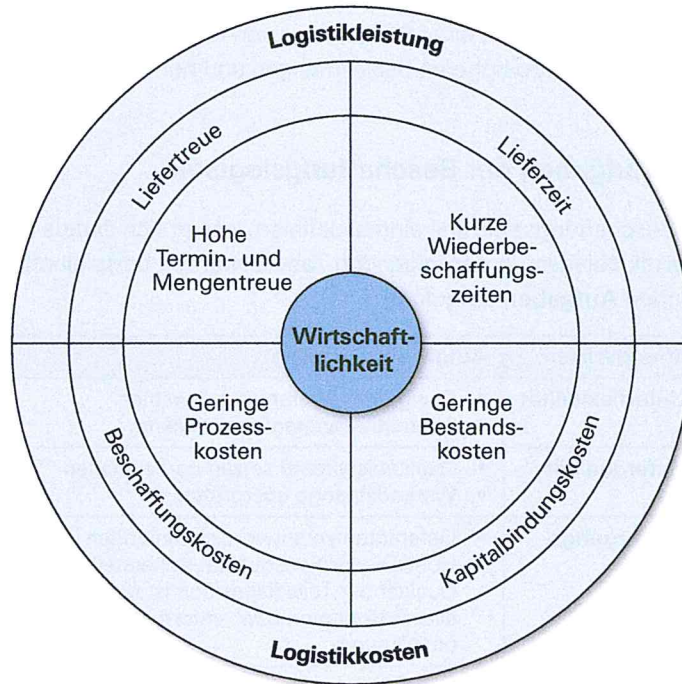 Logistikleistung
Liefertreue
Lieferzeit
Hohe
Termin- und
Mengentreue
Kurze
Wiederbe-
schaffungs-
zeiten
Wirtschaft-
lichkeit
Geringe
Prozess-
kosten
Geringe
Bestands-
kosten
Beschaffungskosten
Kapitalbindungskosten
Logistikkosten